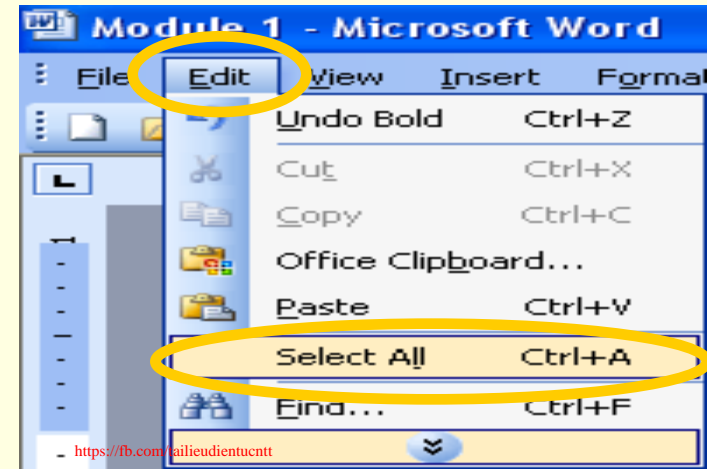 Module 1 - Microsoft Word
File Edit View Insert Format
Undo Bold Ctrl+Z
Cut Ctrl+X
Copy Ctrl+C
Office Clipboard...
Paste Ctrl+V
Select All Ctrl+A
Find... Ctrl+F
https://fb.com/tailieudientucntt